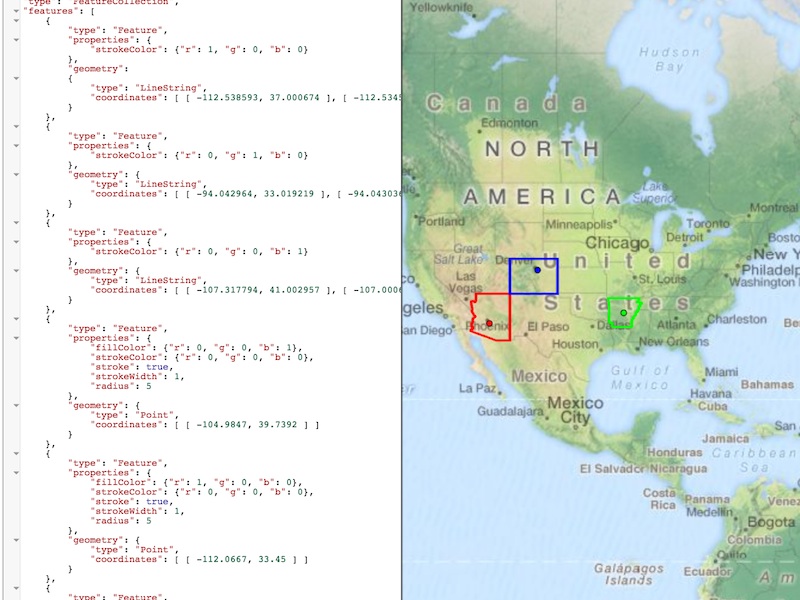 "type": "FeatureCollection",
"features": [
{
"type": "Feature",
"properties": {
"strokeColor": {"r": 1, "g": 0, "b": 0}
},
"geometry":
{
"type": "LineString",
"coordinates": [ [ -112.538593, 37.000674 ], [ -112.5345
}
},
{
"type": "Feature",
"properties": {
"strokeColor": {"r": 0, "g": 1, "b": 0}
},
"geometry": {
"type": "LineString",
"coordinates": [ [ -94.042964, 33.019219 ], [ -94.043036
}
},
{
"type": "Feature",
"properties": {
"strokeColor": {"r": 0, "g": 0, "b": 1}
},
"geometry": {
"type": "LineString",
"coordinates": [ [ -107.317794, 41.002957 ], [ -107.0006
}
},
{
"type": "Feature",
"properties": {
"fillColor": {"r": 0, "g": 0, "b": 1},
"strokeColor": {"r": 0, "g": 0, "b": 0},
"stroke": true,
"strokeWidth": 1,
"radius": 5
},
"geometry": {
"type": "Point",
"coordinates": [ [ -104.9847, 39.7392 ] ]
}
},
{
"type": "Feature",
"properties": {
"fillColor": {"r": 1, "g": 0, "b": 0},
"strokeColor": {"r": 0, "g": 0, "b": 0},
"stroke": true,
"strokeWidth": 1,
"radius": 5
},
"geometry": {
"type": "Point",
"coordinates": [ [ -112.0667, 33.45 ] ]
}
},
{
"type": "Feature",
Yellowknife
Hudson
Bay
Canada
Edmonton
NORTH
AMERICA
Lake
Superior
Portland
Minneapolis
Toronto
Montreal
Chicago
Detroit
Boston
Great
Salt Lake
Denver
United
New Y
Philadelp
Las
Vegas
St. Louis
Washington
States
geles
San Diego
Phoenix
El Paso
Dallas
Atlanta
Charleston
Houston
New Orleans
Mexico
Gulf of
Mexico
Miami
La Paz
Havana
Bahamas
Guadalajara
Mexico
City
Cuba
San
Jamaica
Honduras
Caribbean
Sea
El Salvador
Nicaragua
Costa
Rica
Panama
Medellin
Venez
Bogota
Colombia
Quito
Galápagos
Islands
Ecuador
Am